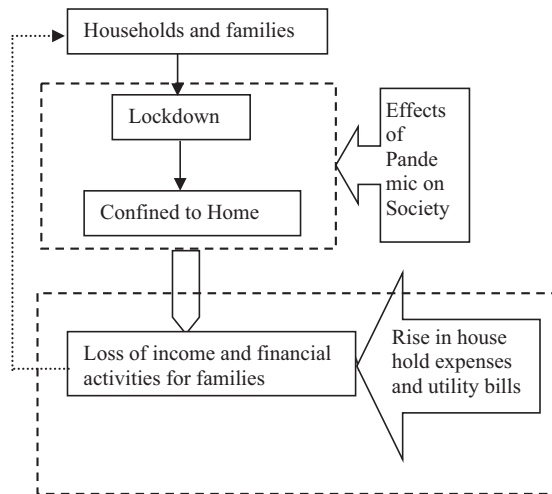 Households and families
Lockdown
Effects
of
Pande
mic on
Society
Confined to Home
Loss of income and financial
activities for families
Rise in house
hold expenses
and utility bills